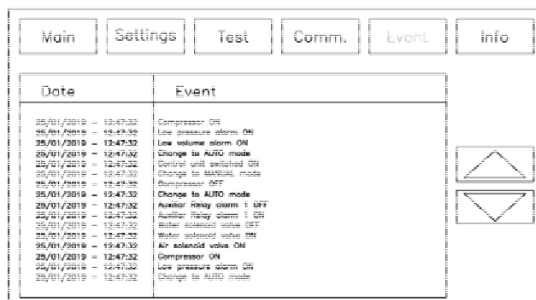 Main Settings Test Comm. Event Info
Date Event
25/01/2019 - 12:47:32 Compressor ON
25/01/2019 - 12:47:32 Low pressure alarm ON
25/01/2019 - 12:47:32 Low volume alarm ON
25/01/2019 - 12:47:32 Change to AUTO mode
25/01/2019 - 12:47:32 Control unit switched ON
25/01/2019 - 12:47:32 Change to MANUAL mode
25/01/2019 - 12:47:32 Compressor OFF
25/01/2019 - 12:47:32 Change to AUTO mode
25/01/2019 - 12:47:32 Auxiliar Relay alarm 1 OFF
25/01/2019 - 12:47:32 Auxiliar Relay alarm 1 ON
25/01/2019 - 12:47:32 Water solenoid valve OFF
25/01/2019 - 12:47:32 Water solenoid valve ON
25/01/2019 - 12:47:32 Air solenoid valve ON
25/01/2019 - 12:47:32 Compressor ON
25/01/2019 - 12:47:32 Low pressure alarm ON
25/01/2019 - 12:47:32 Change to AUTO mode